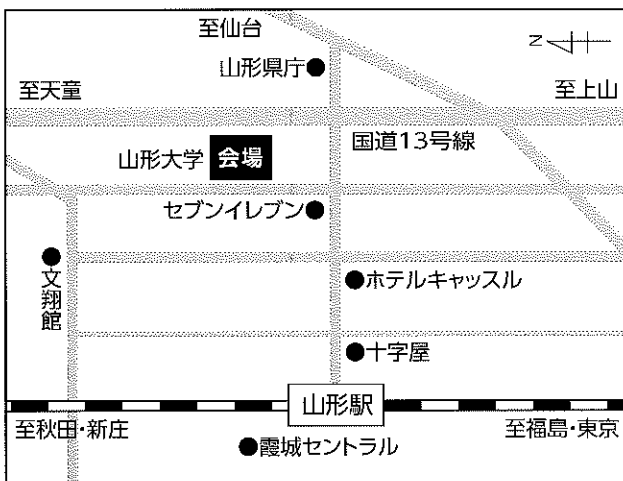 至仙台
N
山形県庁
至天童
至上山
国道13号線
山形大学 会場
セブンイレブン
文翔館
ホテルキャッスル
十字屋
山形駅
至秋田・新庄
至福島・東京
霞城セントラル